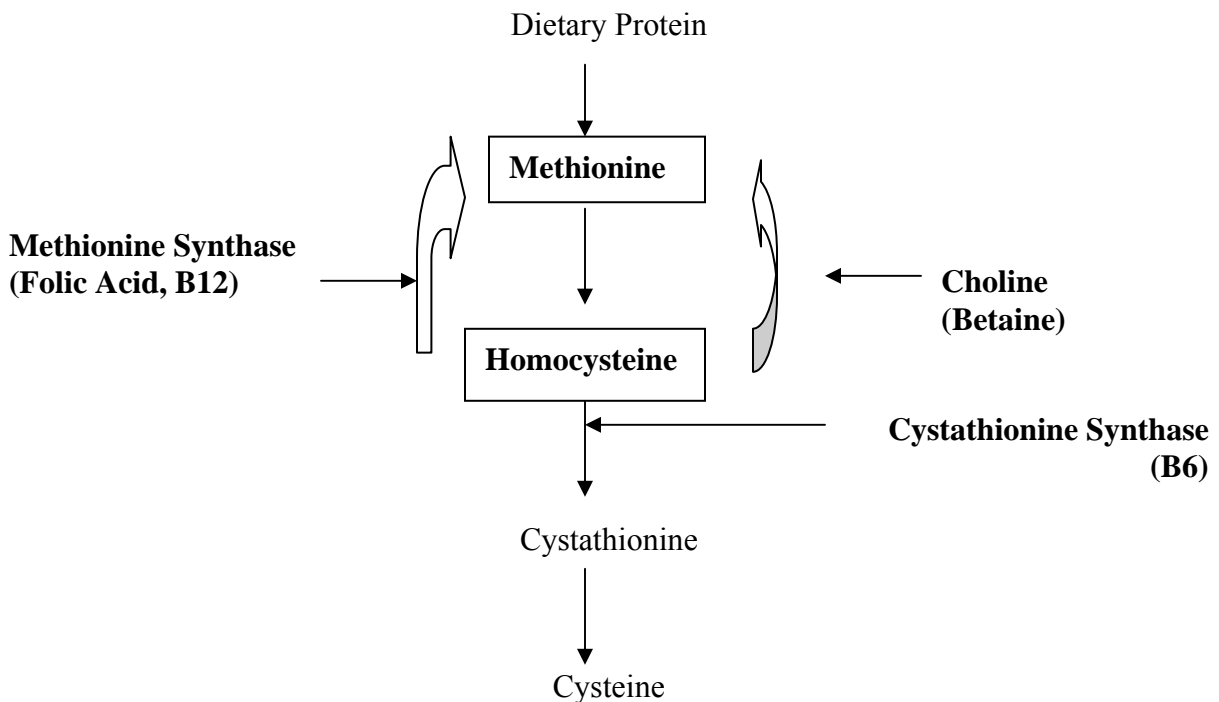 Dietary Protein
Methionine
Methionine Synthase
(Folic Acid, B12)
Choline
(Betaine)
Homocysteine
Cystathionine Synthase
(B6)
Cystathionine
Cysteine